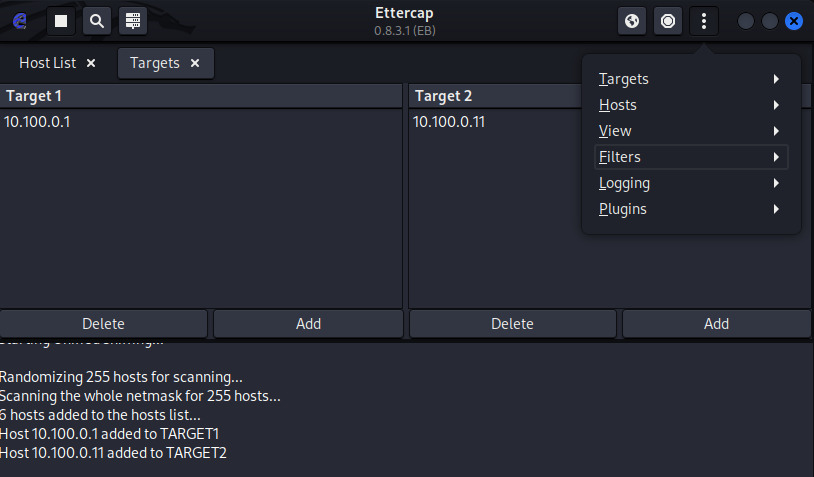 Ettercap
0.8.3.1 (EB)
Host List
Targets
Targets
Hosts
View
Filters
Logging
Plugins
Target 1
Target 2
10.100.0.1
10.100.0.11
Delete
Add
Delete
Add
Randomizing 255 hosts for scanning...
Scanning the whole netmask for 255 hosts...
6 hosts added to the hosts list...
Host 10.100.0.1 added to TARGET1
Host 10.100.0.11 added to TARGET2